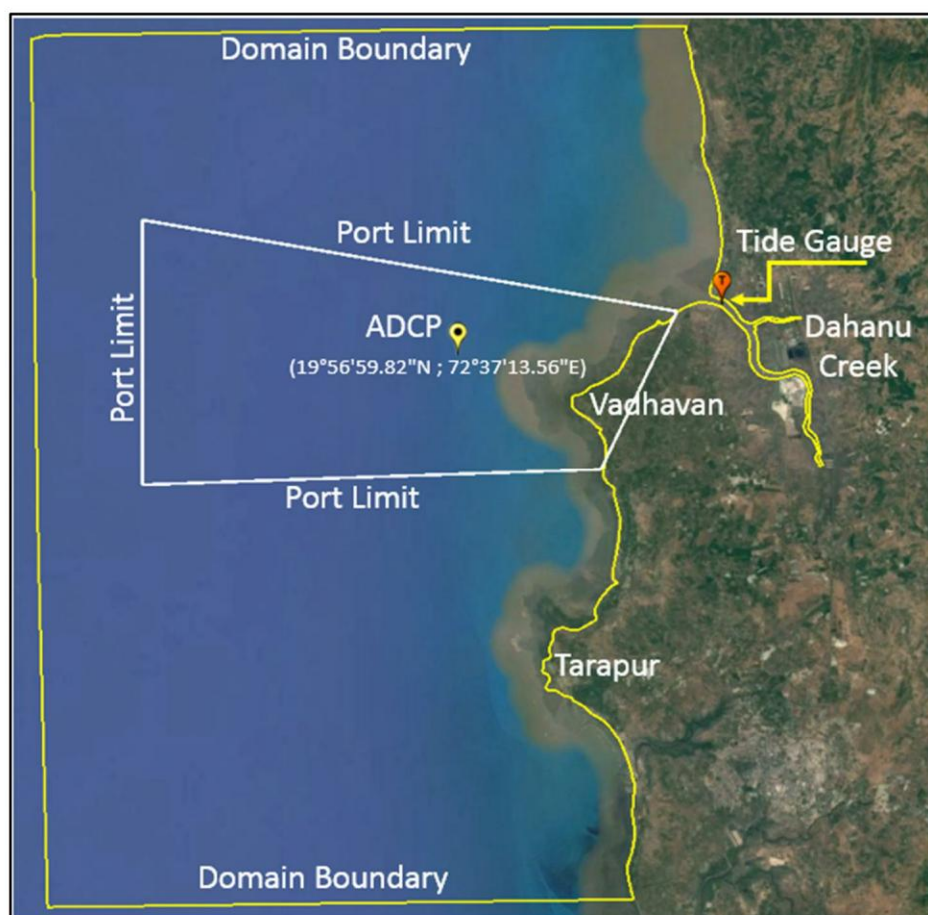 Domain Boundary
Port Limit
Tide Gauge
T
Port Limit
ADCP
(19°56'59.82"N ; 72°37'13.56"E)
Dahanu
Creek
Vadhavan
Port Limit
Tarapur
Domain Boundary